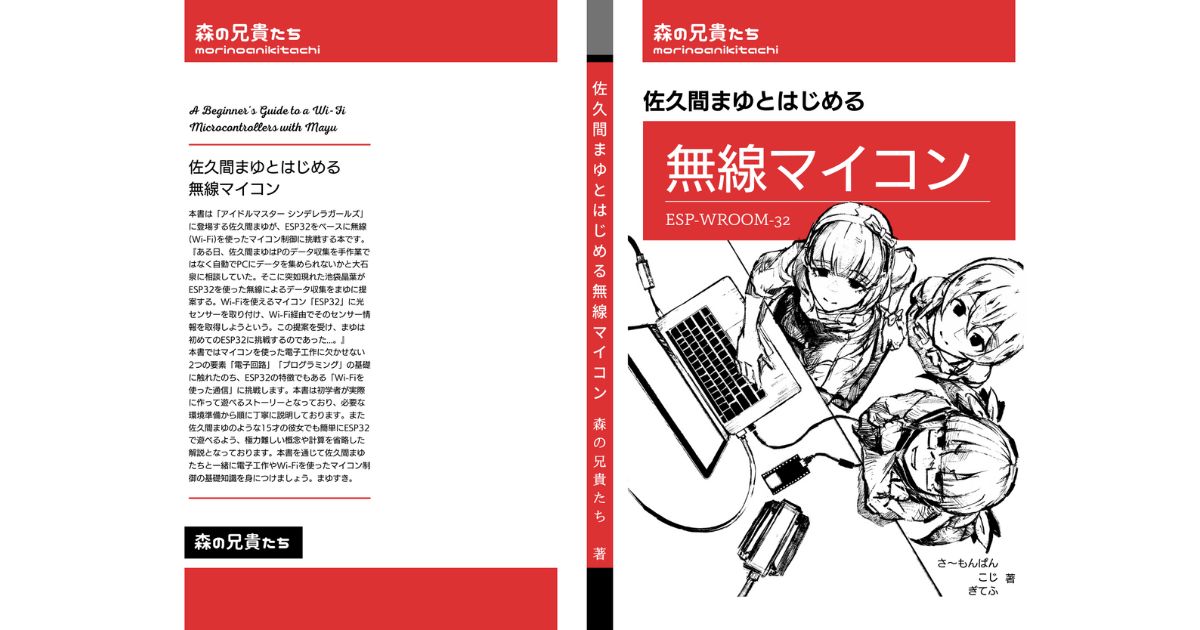 森の兄貴たち
morinoanikitachi
A Beginner's Guide to a Wi-Fi
Microcontrollers with Mayu
佐久間まゆとはじめる
無線マイコン
本書は「アイドルマスター シンデレラガールズ」
に登場する佐久間まゆが、ESP32をベースに無線
(Wi-Fi)を使ったマイコン制御に挑戦する本です。
『ある日、佐久間まゆはPのデータ収集を手作業で
はなく自動でPCにデータを集められないかと大石
泉に相談していた。そこに突如現れた池袋晶葉が
ESP32を使った無線によるデータ収集をまゆに提
案する。Wi-Fiを使えるマイコン「ESP32」に光
センサーを取り付け、Wi-Fi経由でそのセンサー情
報を取得しようという。この提案を受け、まゆは
初めてのESP32に挑戦するのであった...。』
本書ではマイコンを使った電子工作に欠かせない
2つの要素「電子回路」「プログラミング」の基礎
に触れたのち、ESP32の特徴でもある「Wi-Fiを
使った通信」に挑戦します。本書は初学者が実際
に作って遊べるストーリーとなっており、必要な
環境準備から順に丁寧に説明しております。また
佐久間まゆのような15才の彼女でも簡単にESP32
で遊べるよう、極力難しい概念や計算を省略した
解説となっております。本書を通じて佐久間まゆ
たちと一緒に電子工作やWi-Fiを使ったマイコン制
御の基礎知識を身につけましょう。まゆすき。
森の兄貴たち
佐久間まゆとはじめる無線マイコン 森の兄貴たち 著
森の兄貴たち
morinoanikitachi
佐久間まゆとはじめる
無線マイコン
ESP-WROOM-32
さ〜もんぱん
こじ 著
ぎてふ